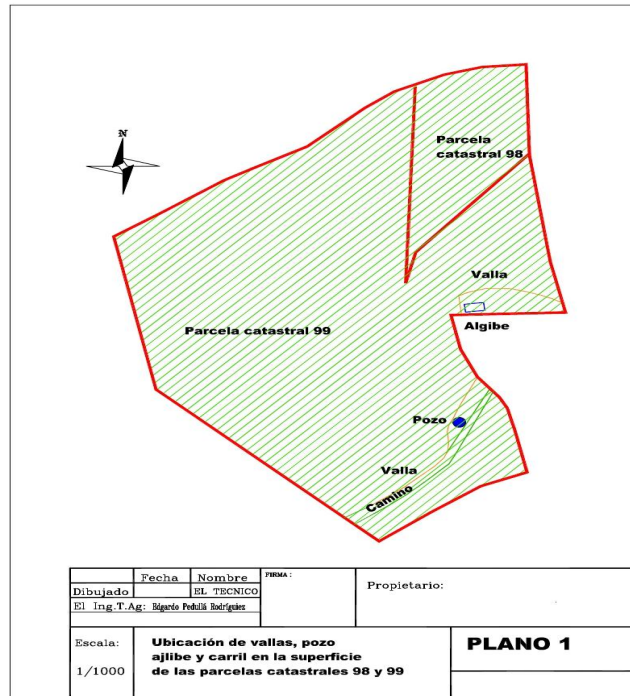 N
Parcela
catastral 98
Valla
Algibe
Parcela catastral 99
Pozo
Valla
Camino
Fecha
Nombre
FIRMA :
Propietario:
Dibujado
EL TECNICO
El Ing.T.Ag: Edgardo Pedullá Rodríguez
Escala:
1/1000
Ubicación de vallas, pozo
ajlibe y carril en la superficie
de las parcelas catastrales 98 y 99
PLANO 1